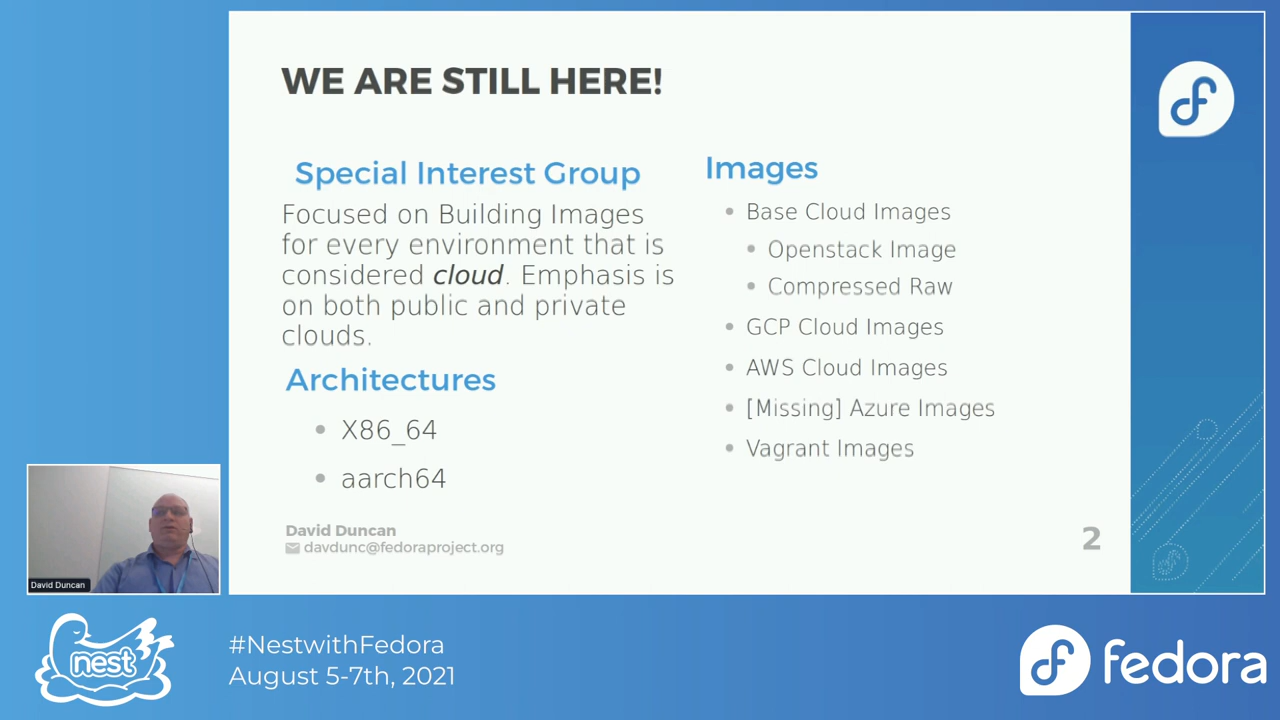 WE ARE STILL HERE!
Special Interest Group
Focused on Building Images
for every environment that is
considered cloud. Emphasis is
on both public and private
clouds.
Architectures
X86_64
aarch64
Images
Base Cloud Images
Openstack Image
Compressed Raw
GCP Cloud Images
AWS Cloud Images
[Missing] Azure Images
Vagrant Images
David Duncan
davdunc@fedoraproject.org
2
David Duncan
nest
#NestwithFedora
August 5-7th, 2021
fedora